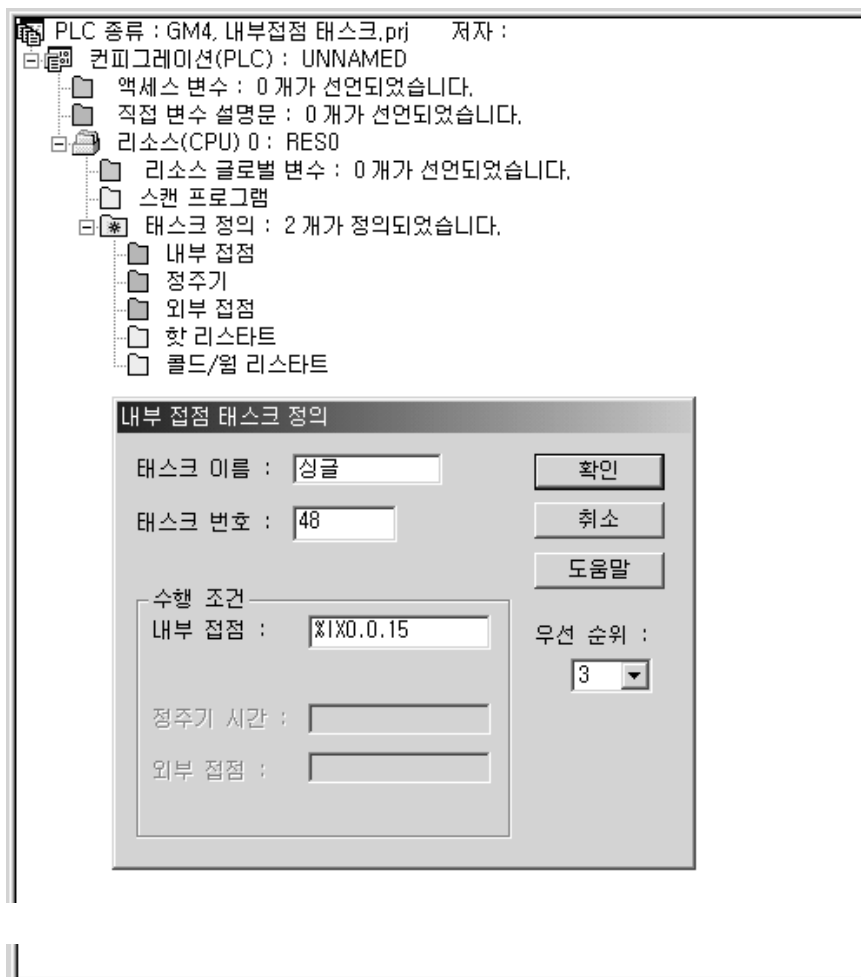 PLC 종류 : GM4, 내부접점 태스크.prj 저자 :
컨피그레이션(PLC) : UNNAMED
액세스 변수 : 0 개가 선언되었습니다.
직접 변수 설명문 : 0 개가 선언되었습니다.
리소스(CPU) 0 : RES0
리소스 글로벌 변수 : 0 개가 선언되었습니다.
스캔 프로그램
태스크 정의 : 2 개가 정의되었습니다.
내부 접점
정주기
외부 접점
핫 리스타트
콜드/웜 리스타트
내부 접점 태스크 정의
태스크 이름 : 싱글
확인
태스크 번호 : 48
취소
도움말
수행 조건
내부 접점 : %IX0.0.15
우선 순위 :
3
정주기 시간 :
외부 접점 :